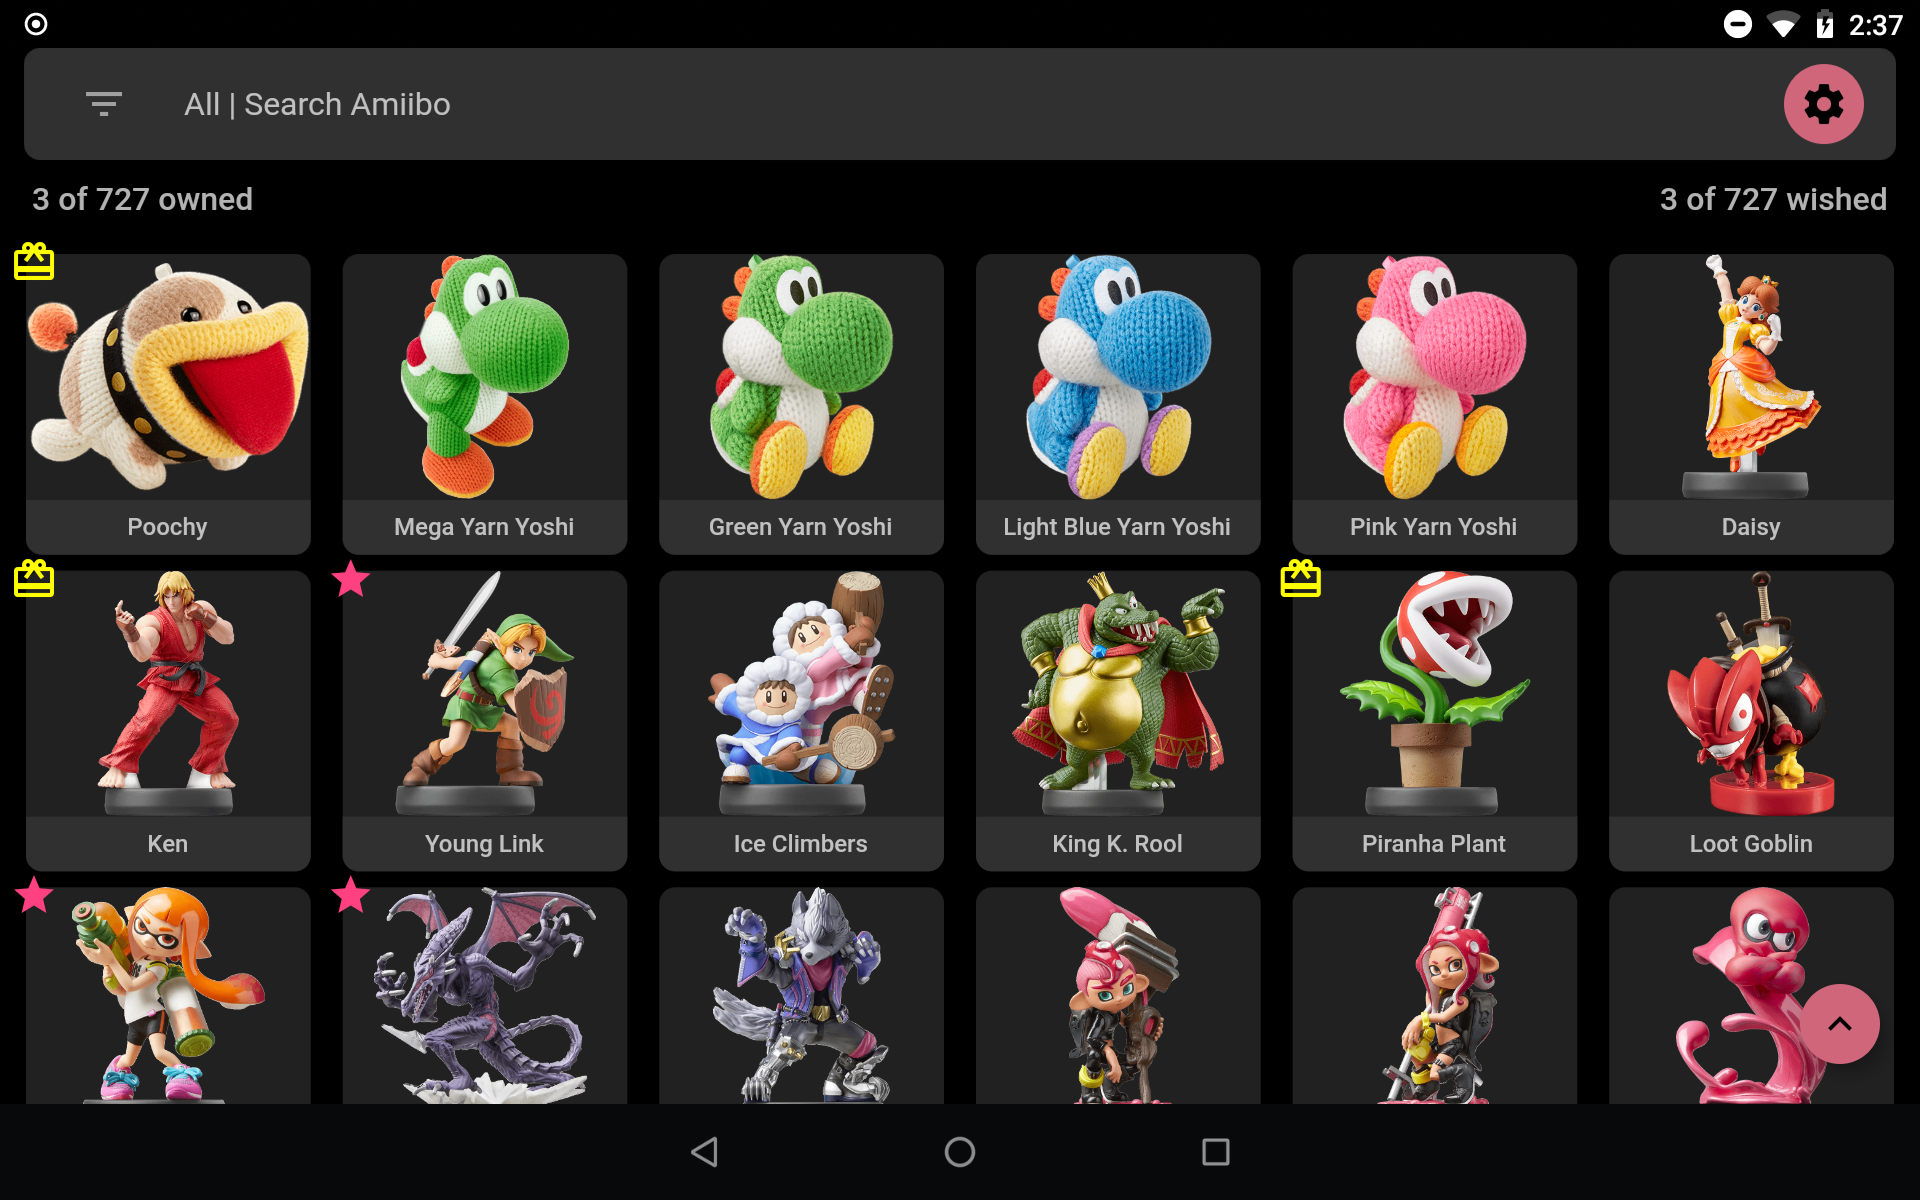 2:37
All | Search Amiibo
3 of 727 owned
3 of 727 wished
Poochy
Mega Yarn Yoshi
Green Yarn Yoshi
Light Blue Yarn Yoshi
Pink Yarn Yoshi
Daisy
Ken
Young Link
Ice Climbers
King K. Rool
Piranha Plant
Loot Goblin